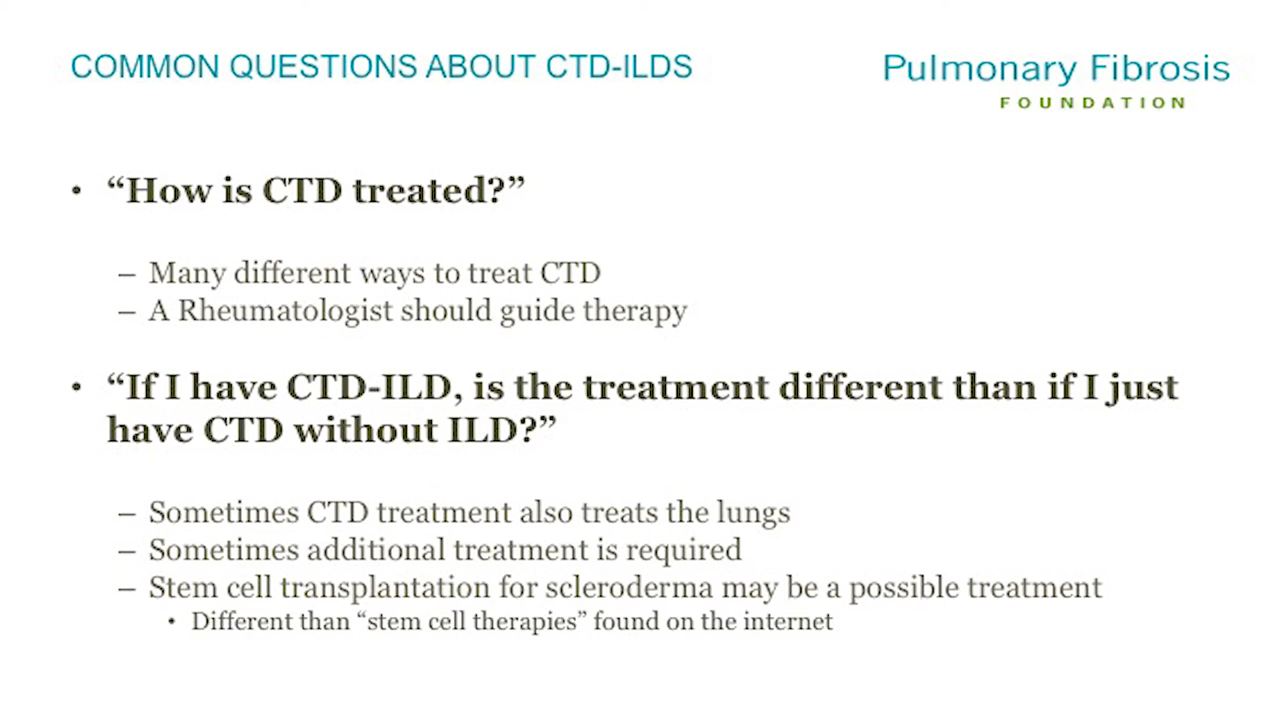 COMMON QUESTIONS ABOUT CTD-ILDS
Pulmonary Fibrosis
FOUNDATION
• “How is CTD treated?”
– Many different ways to treat CTD
– A Rheumatologist should guide therapy
• “If I have CTD-ILD, is the treatment different than if I just
have CTD without ILD?”
– Sometimes CTD treatment also treats the lungs
– Sometimes additional treatment is required
– Stem cell transplantation for scleroderma may be a possible treatment
• Different than “stem cell therapies” found on the internet